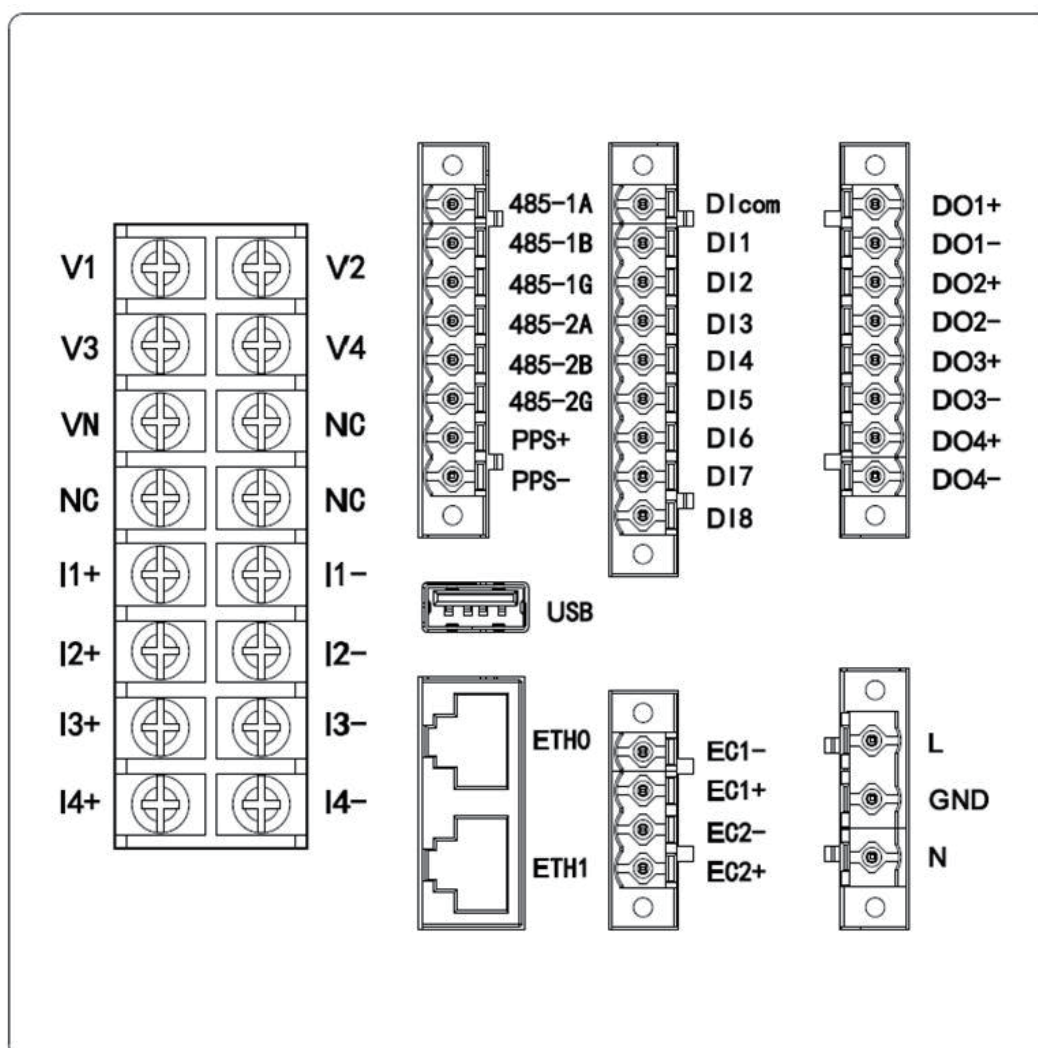 V1 V2
V3 V4
VN NC
NC NC
I1+ I1-
I2+ I2-
I3+ I3-
I4+ I4-
485-1A
485-1B
485-1G
485-2A
485-2B
485-2G
PPS+
PPS-
DIcom
DI1
DI2
DI3
DI4
DI5
DI6
DI7
DI8
DO1+
DO1-
DO2+
DO2-
DO3+
DO3-
DO4+
DO4-
USB
ETH0
ETH1
EC1-
EC1+
EC2-
EC2+
L
GND
N